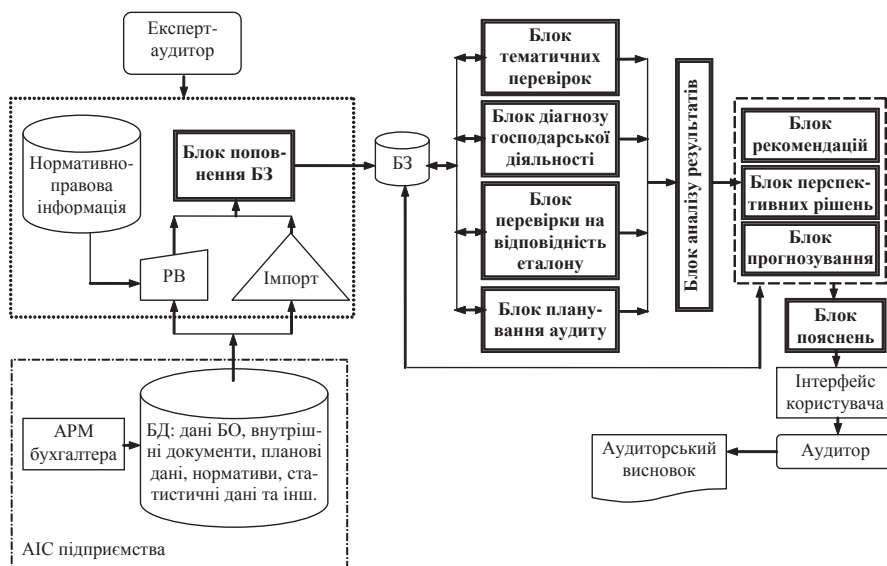 Експерт-
аудитор
Нормативно-
правова
інформація
Блок попов-
нення БЗ
РВ
Імпорт
АРМ
бухгалтера
БД: дані БО, внутріш-
ні документи, планові
дані, нормативи, ста-
тистичні дані та інш.
АІС підприємства
БЗ
Блок
тематичних
перевірок
Блок діагнозу
господарської
діяльності
Блок
перевірки на
відповідність
еталону
Блок плану-
вання аудиту
Блок аналізу результатів
Блок
рекомендацій
Блок перспек-
тивних рішень
Блок
прогнозування
Блок
пояснень
Інтерфейс
користувача
Аудитор
Аудиторський
висновок